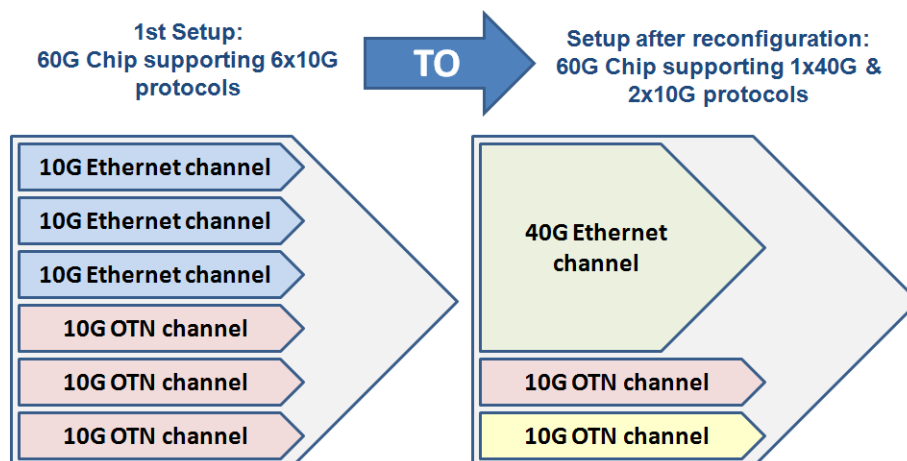 1st Setup:
60G Chip supporting 6x10G
protocols
TO
Setup after reconfiguration:
60G Chip supporting 1x40G &
2x10G protocols
10G Ethernet channel
10G Ethernet channel
10G Ethernet channel
10G OTN channel
10G OTN channel
10G OTN channel
40G Ethernet
channel
10G OTN channel
10G OTN channel